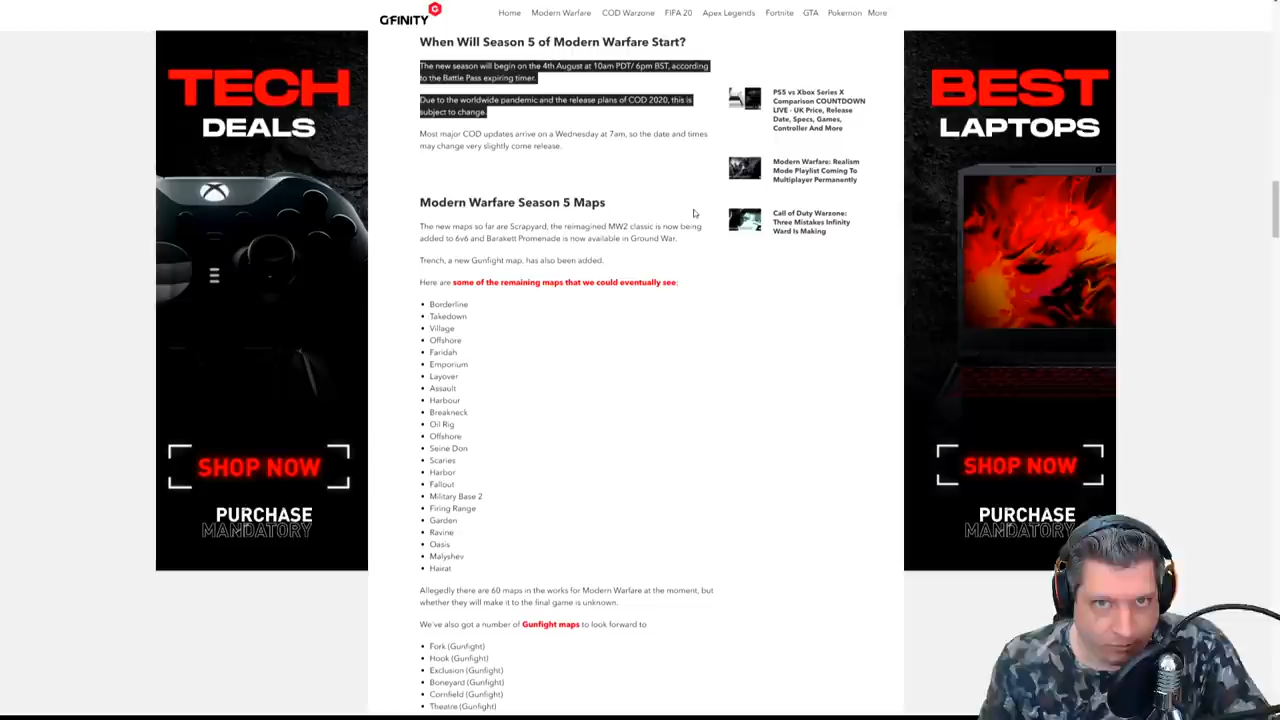 GFINITY
Home Modern Warfare COD Warzone FIFA 20 Apex Legends Fortnite GTA Pokemon More
TECH
DEALS
SHOP NOW
PURCHASE
MANDATORY
When Will Season 5 of Modern Warfare Start?
The new season will begin on the 4th August at 10am PDT/ 6pm BST, according
to the Battle Pass expiring timer.
Due to the worldwide pandemic and the release plans of COD 2020, this is
subject to change.
Most major COD updates arrive on a Wednesday at 7am, so the date and times
may change very slightly come release.
Modern Warfare Season 5 Maps
The new maps so far are Scrapyard, the reimagined MW2 classic is now being
added to 6v6 and Barakett Promenade is now available in Ground War.
Trench, a new Gunfight map, has also been added.
Here are some of the remaining maps that we could eventually see:
• Borderline
• Takedown
• Village
• Offshore
• Faridah
• Emporium
• Layover
• Assault
• Harbour
• Breakneck
• Oil Rig
• Offshore
• Seine Don
• Scaries
• Harbor
• Fallout
• Military Base 2
• Firing Range
• Garden
• Ravine
• Oasis
• Malyshev
• Hairat
Allegedly there are 60 maps in the works for Modern Warfare at the moment, but
whether they will make it to the final game is unknown.
We've also got a number of Gunfight maps to look forward to
• Fork (Gunfight)
• Hook (Gunfight)
• Exclusion (Gunfight)
• Boneyard (Gunfight)
• Cornfield (Gunfight)
• Theatre (Gunfight)
PS5 vs Xbox Series X
Comparison COUNTDOWN
LIVE - UK Price, Release
Date, Specs, Games,
Controller And More
Modern Warfare: Realism
Mode Playlist Coming To
Multiplayer Permanently
Call of Duty Warzone:
Three Mistakes Infinity
Ward Is Making
BEST
LAPTOPS
SHOP NOW
PURCHASE
MANDATORY